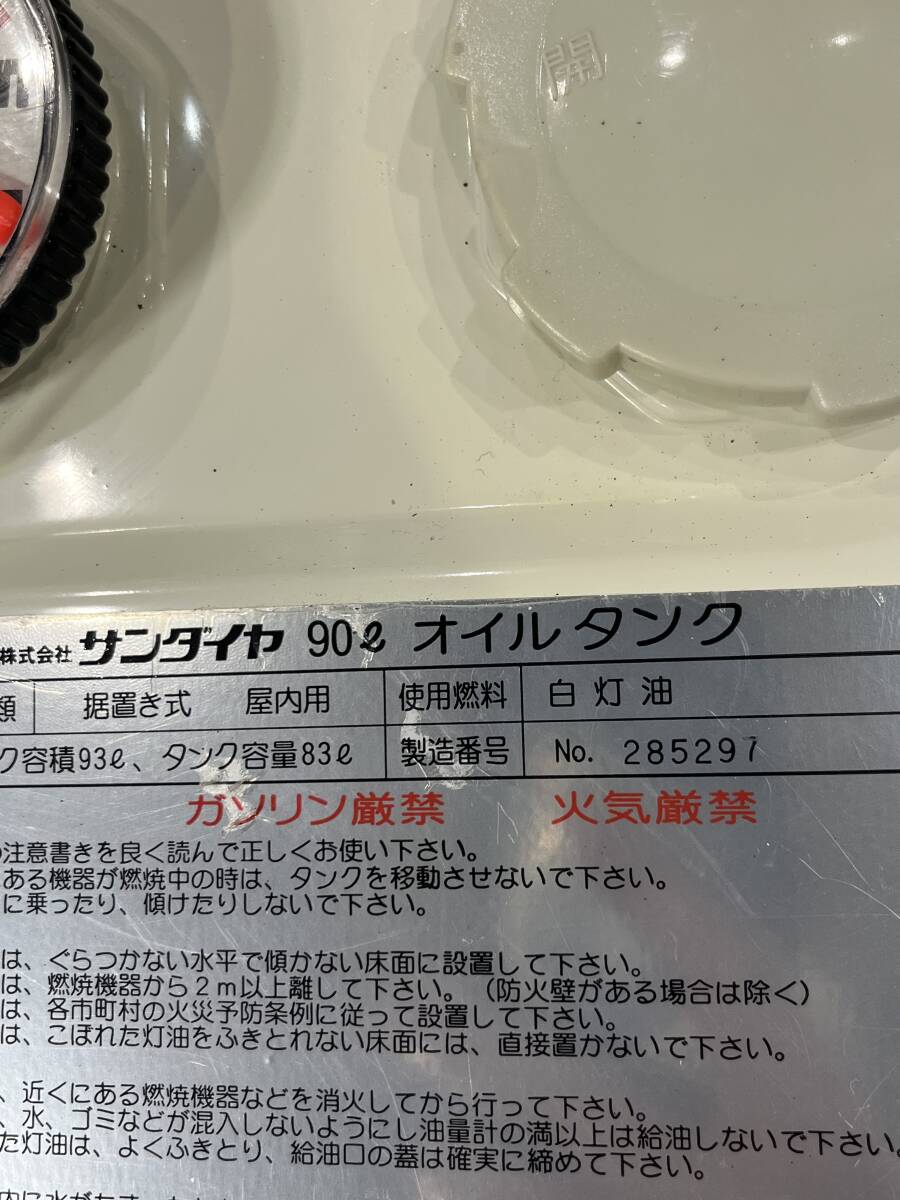 開
株式会社 サンダイヤ 90ℓ オイルタンク
類 据置き式 屋内用 使用燃料 白灯油
ク容積93ℓ、タンク容量83ℓ 製造番号 No. 285297
ガソリン厳禁 火気厳禁
注意書きを良く読んで正しくお使い下さい。
ある機器が燃焼中の時は、タンクを移動させないで下さい。
に乗ったり、傾けたりしないで下さい。
は、ぐらつかない水平で傾かない床面に設置して下さい。
は、燃焼機器から2m以上離して下さい。(防火壁がある場合は除く)
は、各市町村の火災予防条例に従って設置して下さい。
は、こぼれた灯油をふきとれない床面には、直接置かないで下さい。
、近くにある燃焼機器などを消火してから行って下さい。
、水、ゴミなどが混入しないようにし油量計の満以上は給油しないで下さい。
た灯油は、よくふきとり、給油口の蓋は確実に締めて下さい。